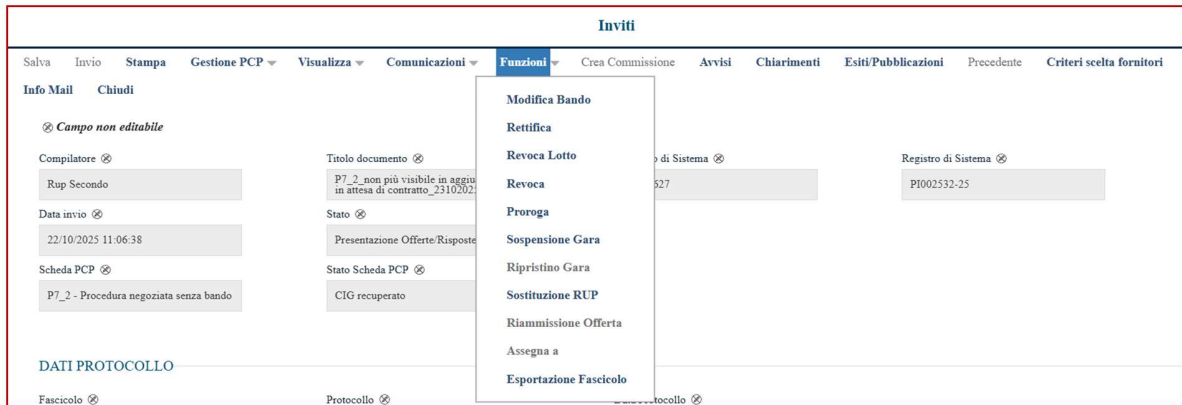 Inviti
Salva Invio Stampa Gestione PCP Visualizza Comunicazioni Funzioni Crea Commissione Avvisi Chiarimenti Esiti/Pubblicazioni Precedente Criteri scelta fornitori
Info Mail Chiudi
Modifica Bando
Rettifica
Revoca Lotto
Revoca
Proroga
Sospensione Gara
Ripristino Gara
Sostituzione RUP
Riammissione Offerta
Assegna a
Esportazione Fascicolo
Campo non editabile
Compilatore Titolo documento di Sistema Registro di Sistema
Rup Secondo P7_2_non più visibile in aggiu 527 PI002532-25
in attesa di contratto_2310202
Data invio Stato
22/10/2025 11:06:38 Presentazione Offerte/Risposte
Scheda PCP Stato Scheda PCP
P7_2 - Procedura negoziata senza bando CIG recuperato
DATI PROTOCOLLO
Fascicolo Protocollo